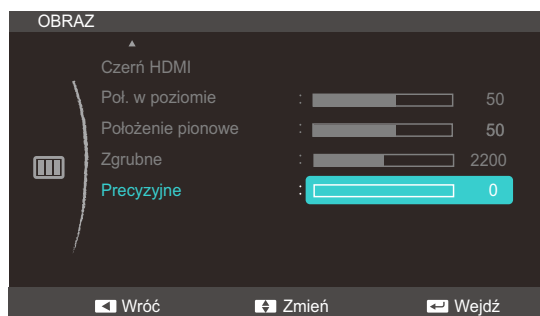 OBRAZ
Czerń HDMI
Poł. w poziomie : 50
Położenie pionowe : 50
Zgrubne : 2200
Precyzyjne : 0
Wróć Zmień Wejdź